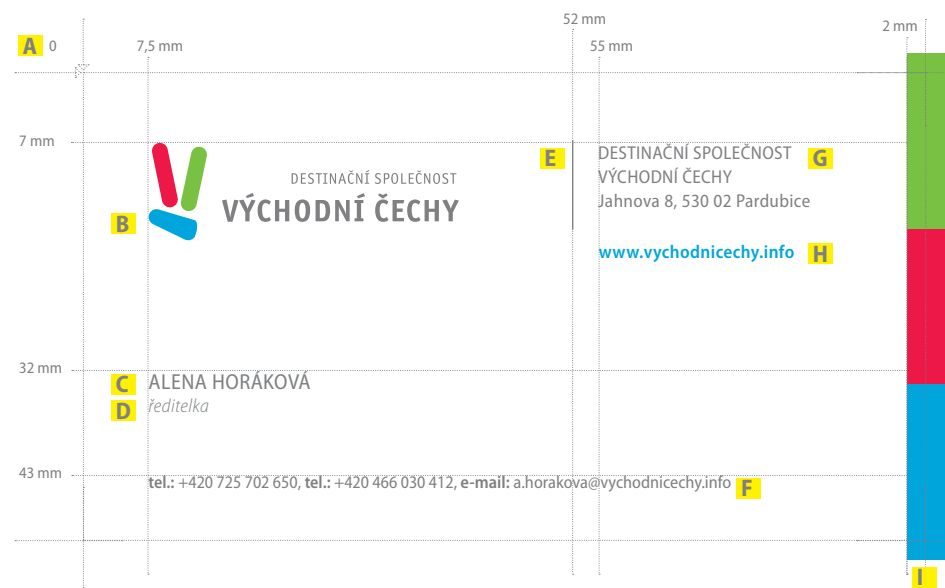 52 mm
2 mm
A 0
7,5 mm
55 mm
7 mm
E
DESTINAČNÍ SPOLEČNOST
G
VÝCHODNÍ ČECHY
Jahnova 8, 530 02 Pardubice
DESTINAČNÍ SPOLEČNOST
VÝCHODNÍ ČECHY
B
www.vychodnicechy.info
H
32 mm
C
ALENA HORÁKOVÁ
D
ředitelka
43 mm
tel.: +420 725 702 650, tel.: +420 466 030 412, e-mail: a.horakova@vychodnicechy.info
F
I